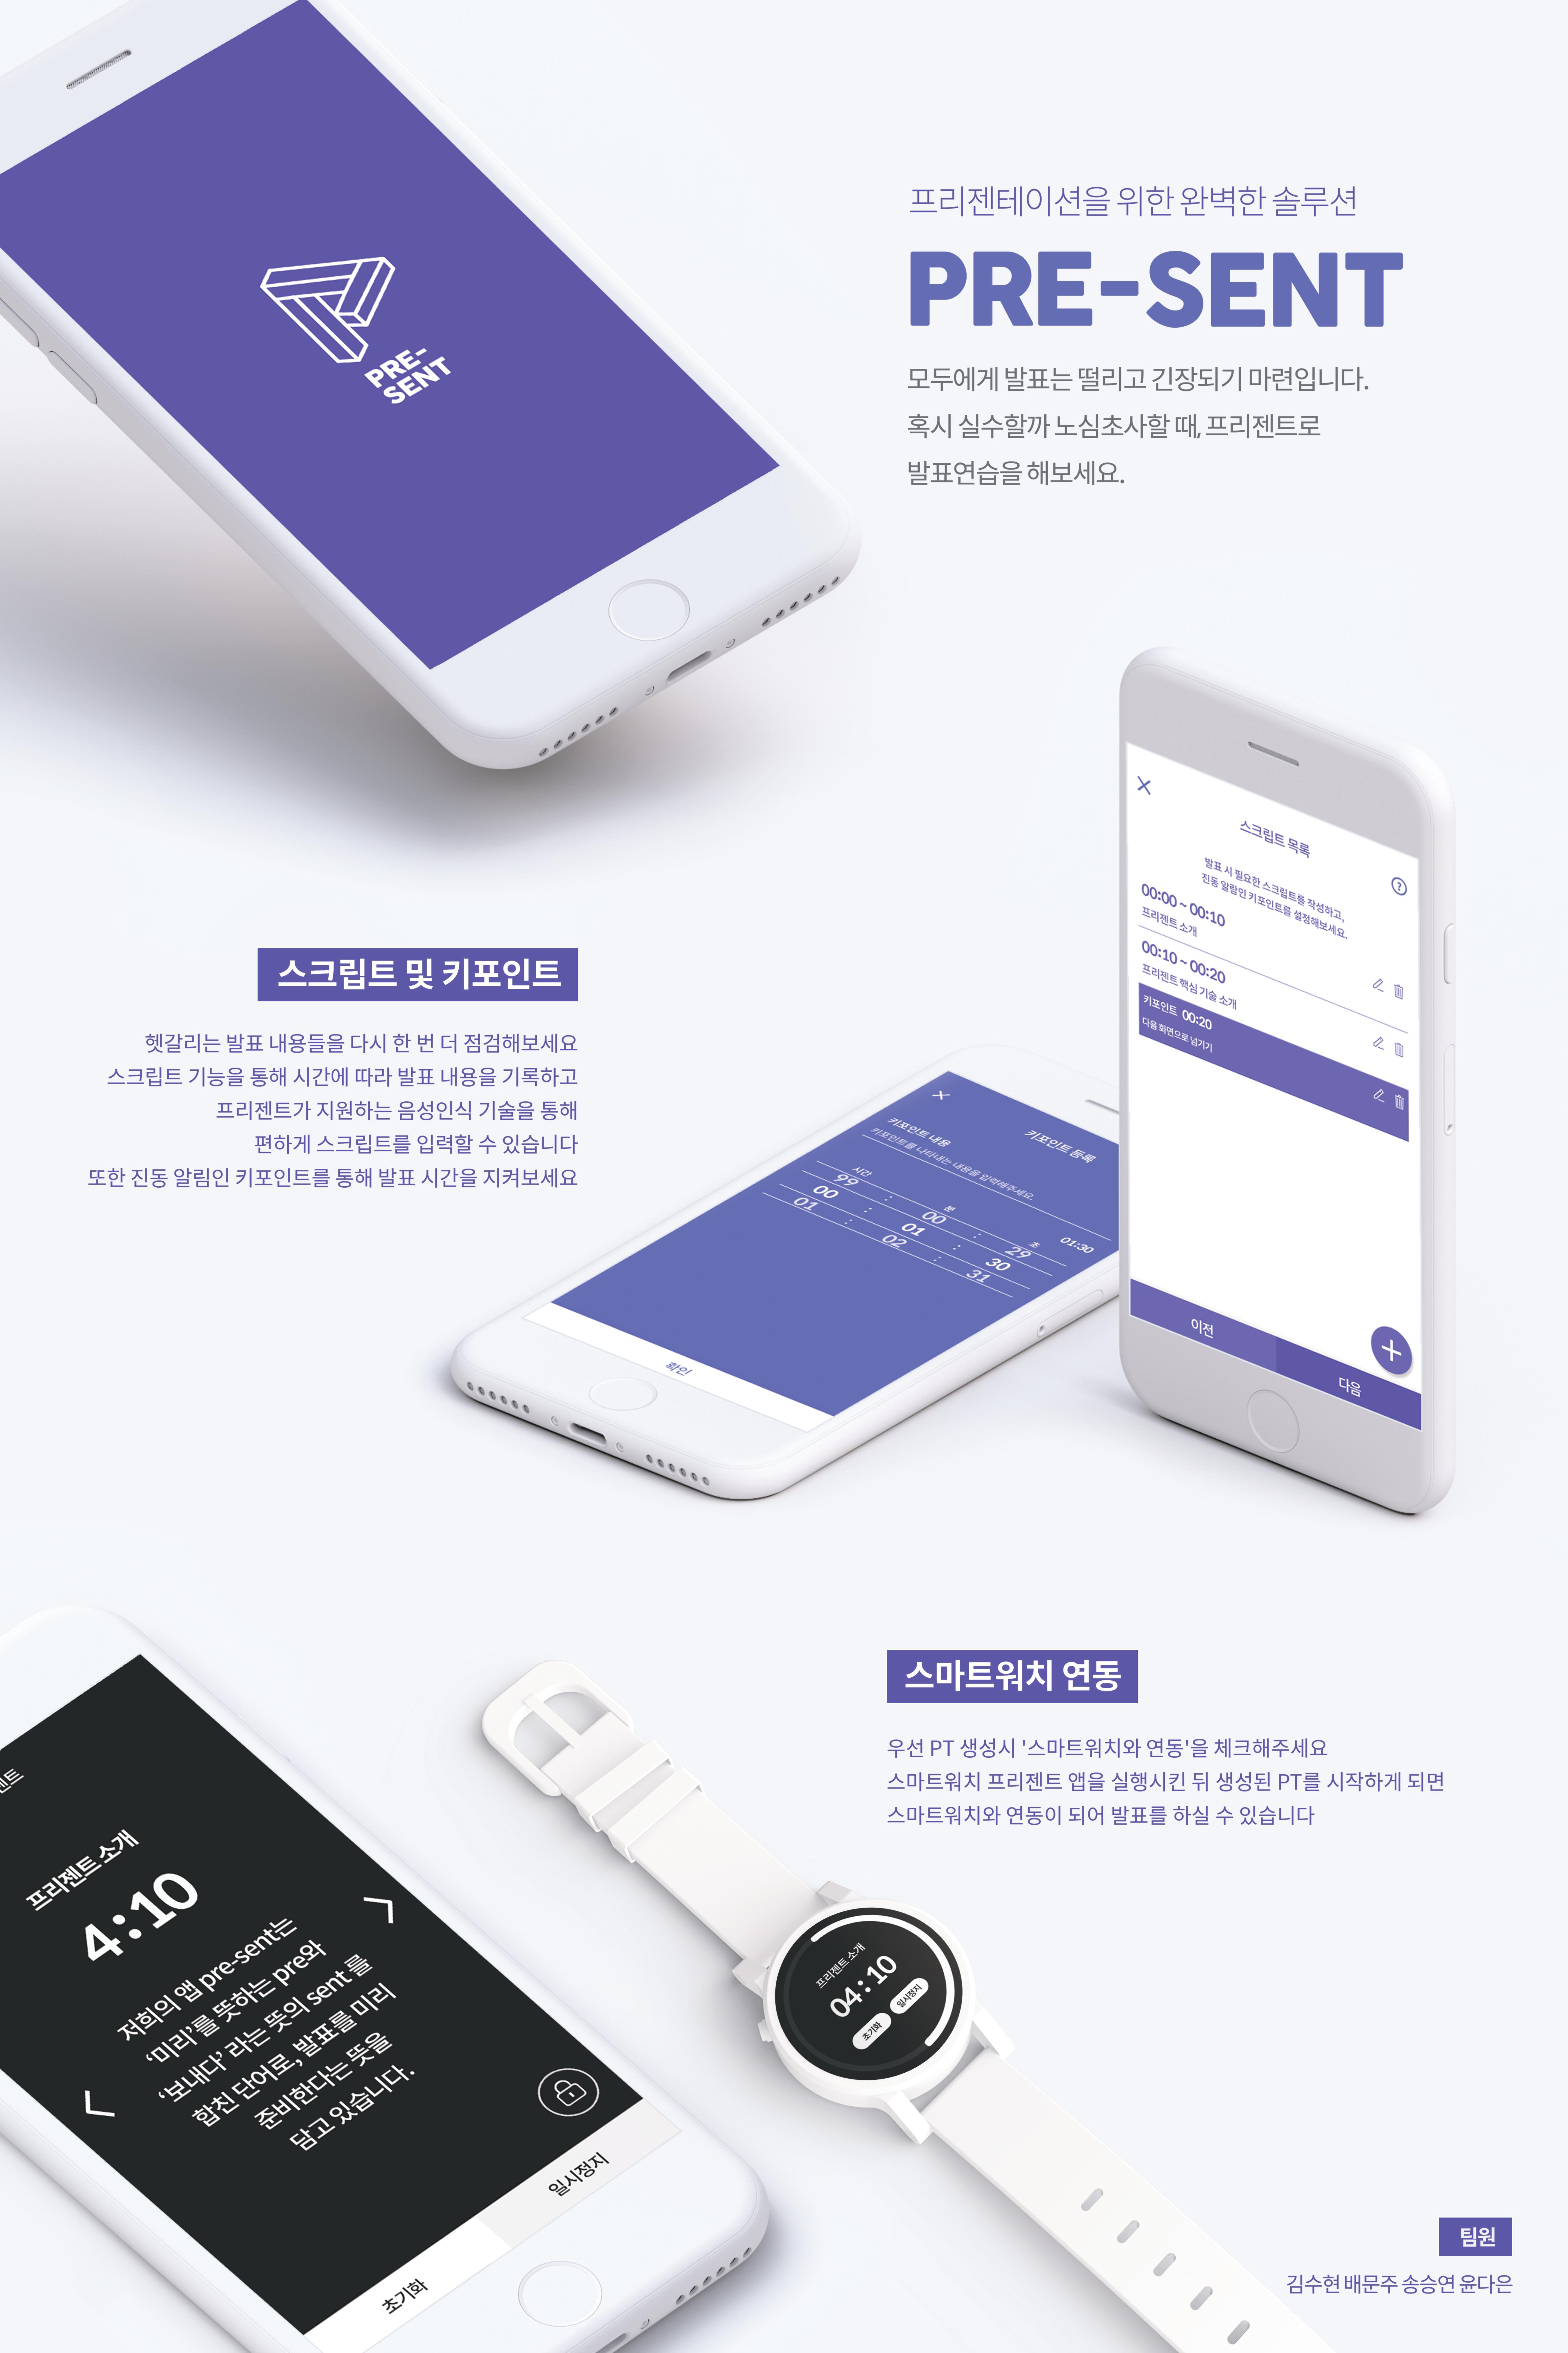 PRE-
SENT
프리젠테이션을 위한 완벽한 솔루션
PRE-SENT
모두에게 발표는 떨리고 긴장되기 마련입니다.
혹시 실수할까 노심초사할 때, 프리젠트로
발표연습을 해보세요.
스크립트 및 키포인트
헷갈리는 발표 내용들을 다시 한 번 더 점검해보세요
스크립트 기능을 통해 시간에 따라 발표 내용을 기록하고
프리젠트가 지원하는 음성인식 기술을 통해
편하게 스크립트를 입력할 수 있습니다
또한 진동 알림인 키포인트를 통해 발표 시간을 지켜보세요
스크립트 목록
?
발표 시 필요한 스크립트를 작성하고,
진동 알람인 키포인트를 설정해보세요.
00:00 ~ 00:10
프리젠트 소개
00:10 ~ 00:20
프리젠트 핵심 기술 소개
키포인트 00:20
다음 화면으로 넘기기
이전
다음
키포인트 등록
키포인트 내용
키포인트를 나타내는 내용을 입력해주세요.
01:30
시간 분 초
99 : 00 : 29
00 : 01 : 30
01 : 02 : 31
확인
스마트워치 연동
우선 PT 생성시 '스마트워치와 연동'을 체크해주세요
스마트워치 프리젠트 앱을 실행시킨 뒤 생성된 PT를 시작하게 되면
스마트워치와 연동이 되어 발표를 하실 수 있습니다
프리젠트 소개
4:10
저희의 앱 pre-sent는
‘미리’를 뜻하는 pre와
‘보내다’ 라는 뜻의 sent 를
합친 단어로, 발표를 미리
준비한다는 뜻을
담고 있습니다.
초기화
일시정지
프리젠트 소개
04:10
초기화
일시정지
팀원
김수현 배문주 송승연 윤다은